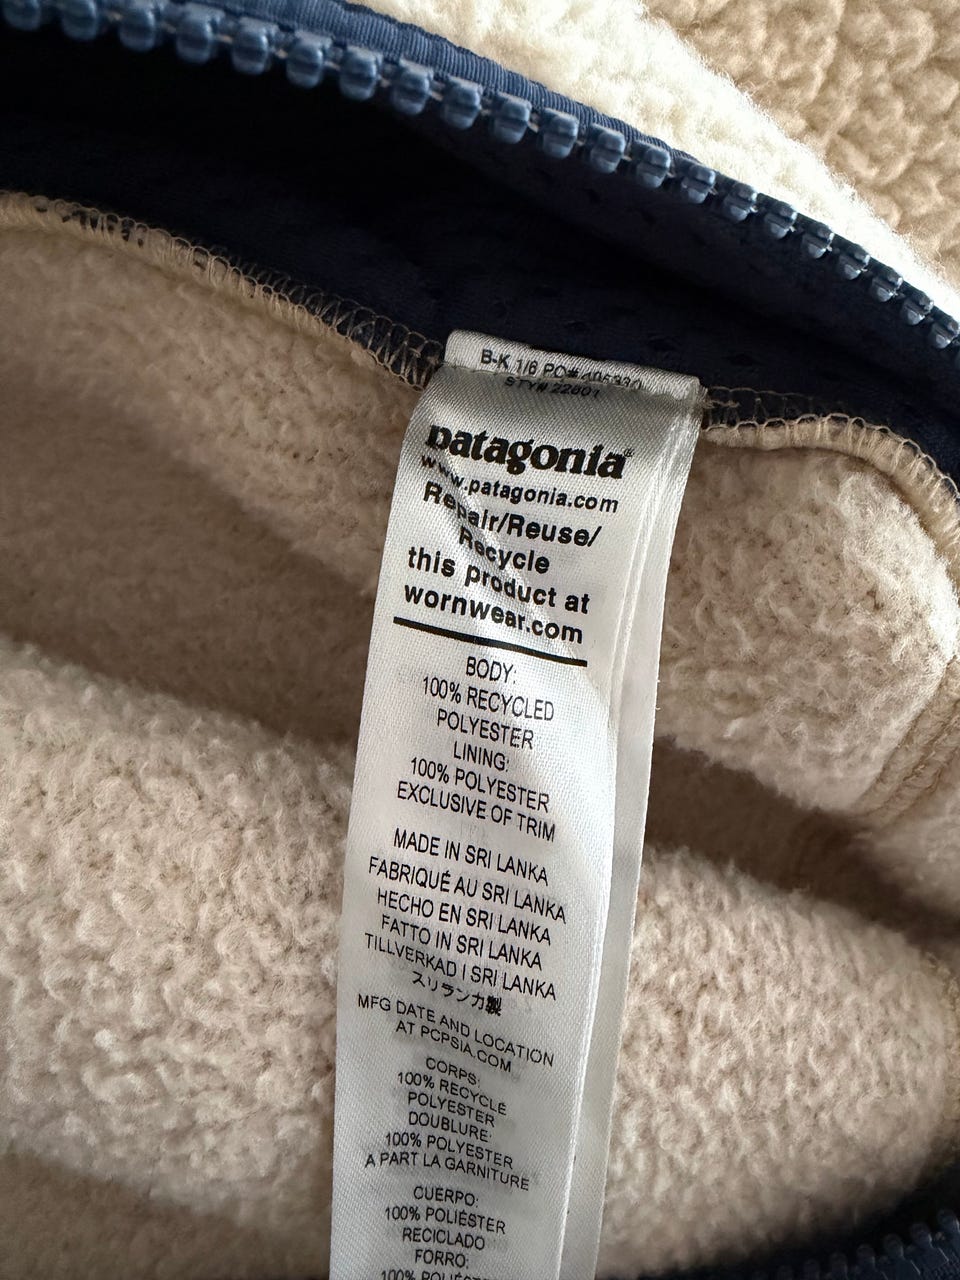 B-K 1/6 PO#
STY# 22801
patagonia®
www.patagonia.com
Repair/Reuse/
Recycle
this product at
wornwear.com
BODY:
100% RECYCLED
POLYESTER
LINING:
100% POLYESTER
EXCLUSIVE OF TRIM
MADE IN SRI LANKA
FABRIQUÉ AU SRI LANKA
HECHO EN SRI LANKA
FATTO IN SRI LANKA
TILLVERKAD I SRI LANKA
スリランカ製
MFG DATE AND LOCATION
AT PCPSIA.COM
CORPS:
100% RECYCLE
POLYESTER
DOUBLURE:
100% POLYESTER
A PART LA GARNITURE
CUERPO:
100% POLIÉSTER
RECICLADO
FORRO:
100% POLIÉSTER